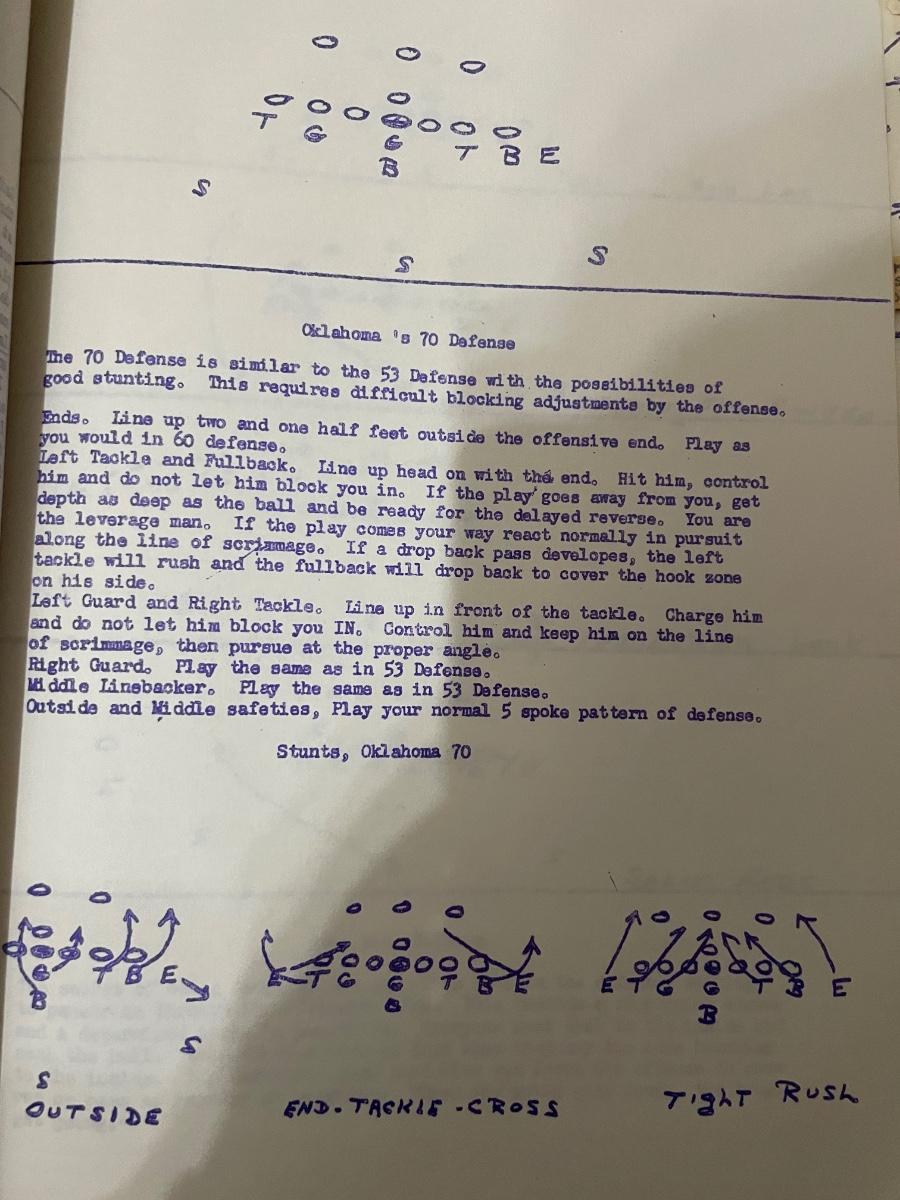 T G G T B E
B
S
S S
Oklahoma 's 70 Defense
The 70 Defense is similar to the 53 Defense with the possibilities of
good stunting. This requires difficult blocking adjustments by the offense.
Ends. Line up two and one half feet outside the offensive end. Play as
you would in 60 defense.
Left Tackle and Fullback. Line up head on with the end. Hit him, control
him and do not let him block you in. If the play goes away from you, get
depth as deep as the ball and be ready for the delayed reverse. You are
the leverage man. If the play comes your way react normally in pursuit
along the line of scrimmage. If a drop back pass developes, the left
tackle will rush and the fullback will drop back to cover the hook zone
on his side.
Left Guard and Right Tackle. Line up in front of the tackle. Charge him
and do not let him block you IN. Control him and keep him on the line
of scrimmage, then pursue at the proper angle.
Right Guard. Play the same as in 53 Defense.
Middle Linebacker. Play the same as in 53 Defense.
Outside and Middle safeties, Play your normal 5 spoke pattern of defense.
Stunts, Oklahoma 70
G T B E
B
S
S
OUTSIDE
E T G G T B E
B
END-TACKLE-CROSS
E T G G T B E
B
TIGHT RUSH